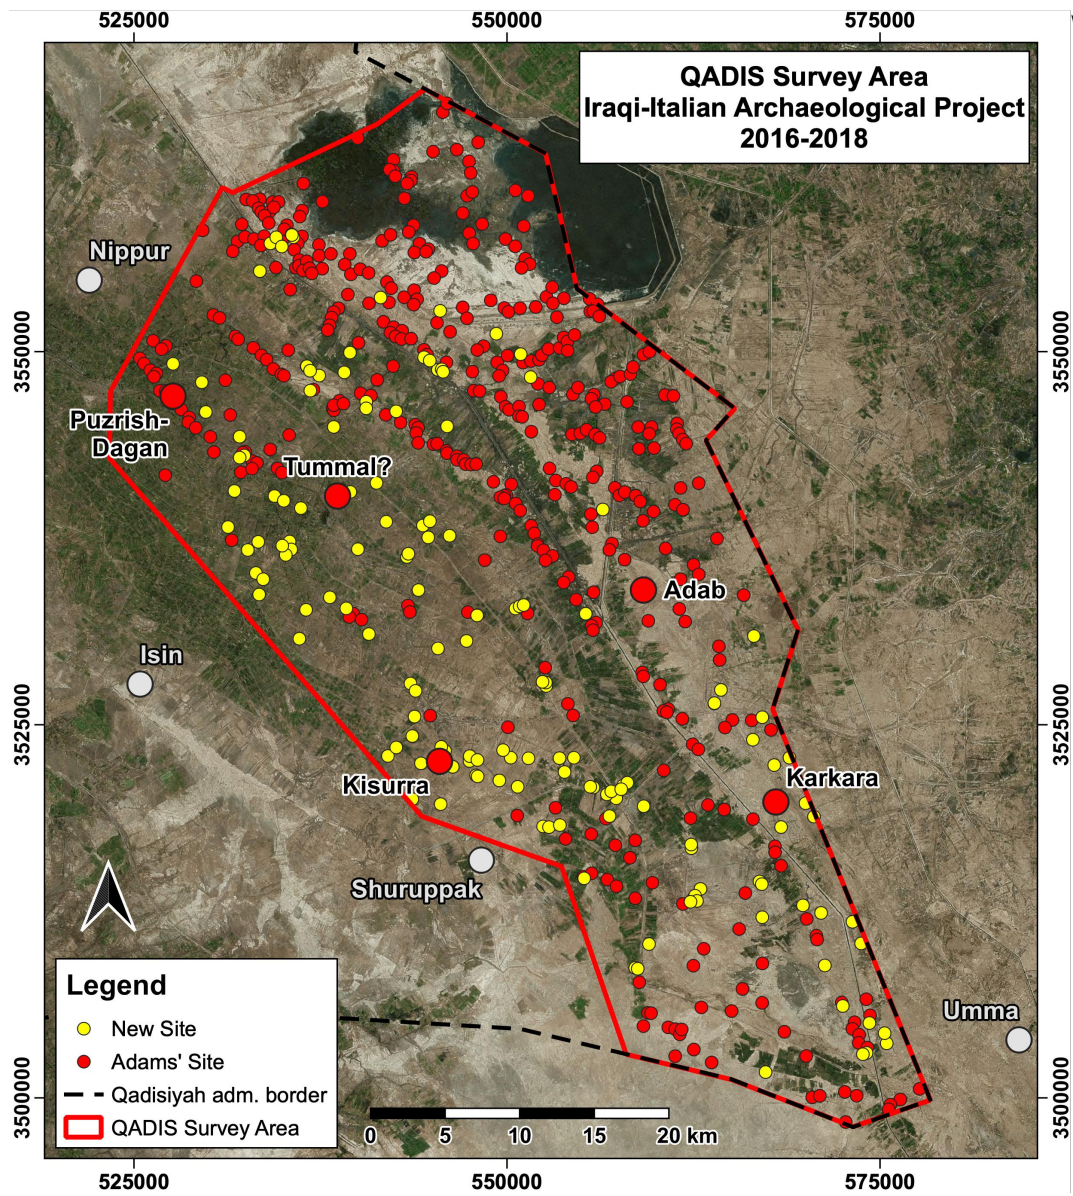 525000
550000
575000
QADIS Survey Area
Iraqi-Italian Archaeological Project
2016-2018
Nippur
3550000
3550000
Puzrish-
Dagan
Tummal?
Adab
Isin
3525000
3525000
Kisurra
Karkara
Shuruppak
Umma
Legend
New Site
Adams' Site
Qadisiyah adm. border
QADIS Survey Area
0 5 10 15 20 km
3500000
3500000
525000
550000
575000